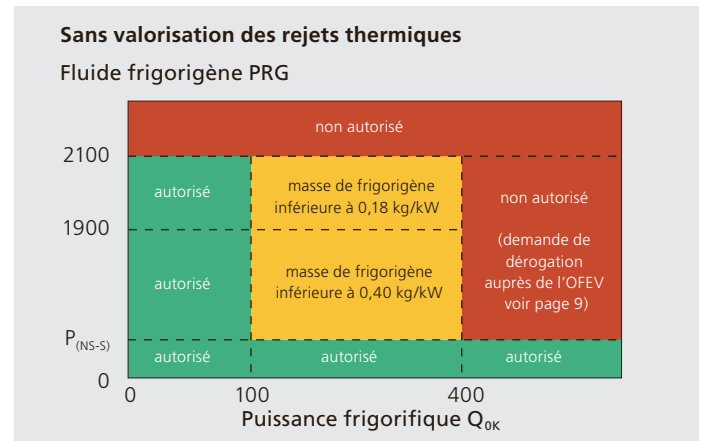 Sans valorisation des rejets thermiques
Fluide frigorigène PRG
non autorisé
2100
autorisé
masse de frigorigène
inférieure à 0,18 kg/kW
non autorisé
1900
(demande de
dérogation
auprès de l'OFEV
voir page 9)
autorisé
masse de frigorigène
inférieure à 0,40 kg/kW
P(NS-S)
autorisé
autorisé
autorisé
0
0
100
400
Puissance frigorifique Q0K